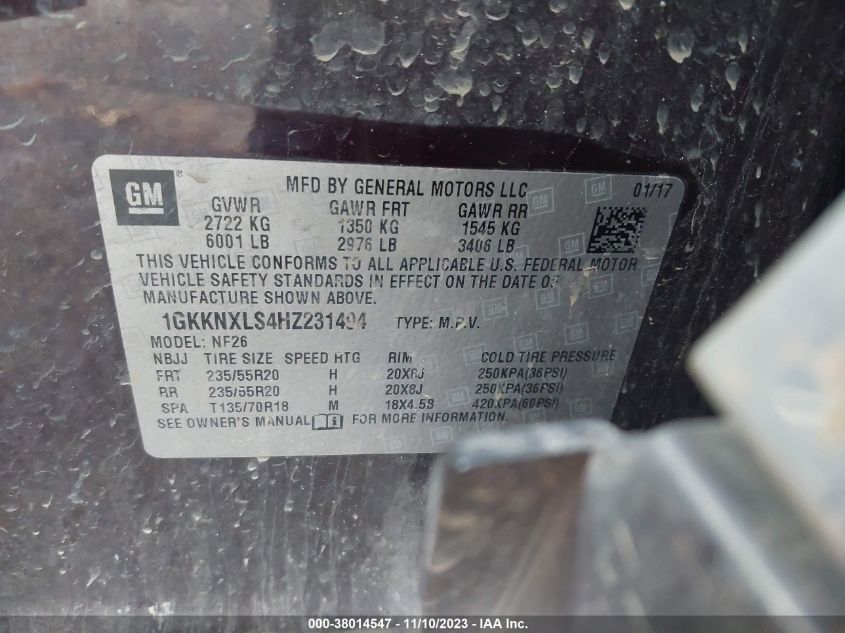 GM
MFD BY GENERAL MOTORS LLC 01/17
GVWR GAWR FRT GAWR RR
2722 KG 1350 KG 1545 KG
6001 LB 2976 LB 3406 LB
THIS VEHICLE CONFORMS TO ALL APPLICABLE U.S. FEDERAL MOTOR
VEHICLE SAFETY STANDARDS IN EFFECT ON THE DATE OF
MANUFACTURE SHOWN ABOVE.
1GKKNXLS4HZ231494 TYPE: M.P.V.
MODEL: NF26
NBJJ TIRE SIZE SPEED RTG RIM COLD TIRE PRESSURE
FRT 235/55R20 H 20X8J 250KPA(36PSI)
RR 235/55R20 H 20X8J 250KPA(36PSI)
SPA T135/70R18 M 18X4.5B 420KPA(60PSI)
SEE OWNER'S MANUAL FOR MORE INFORMATION.
000-38014547 - 11/10/2023 - IAA Inc.